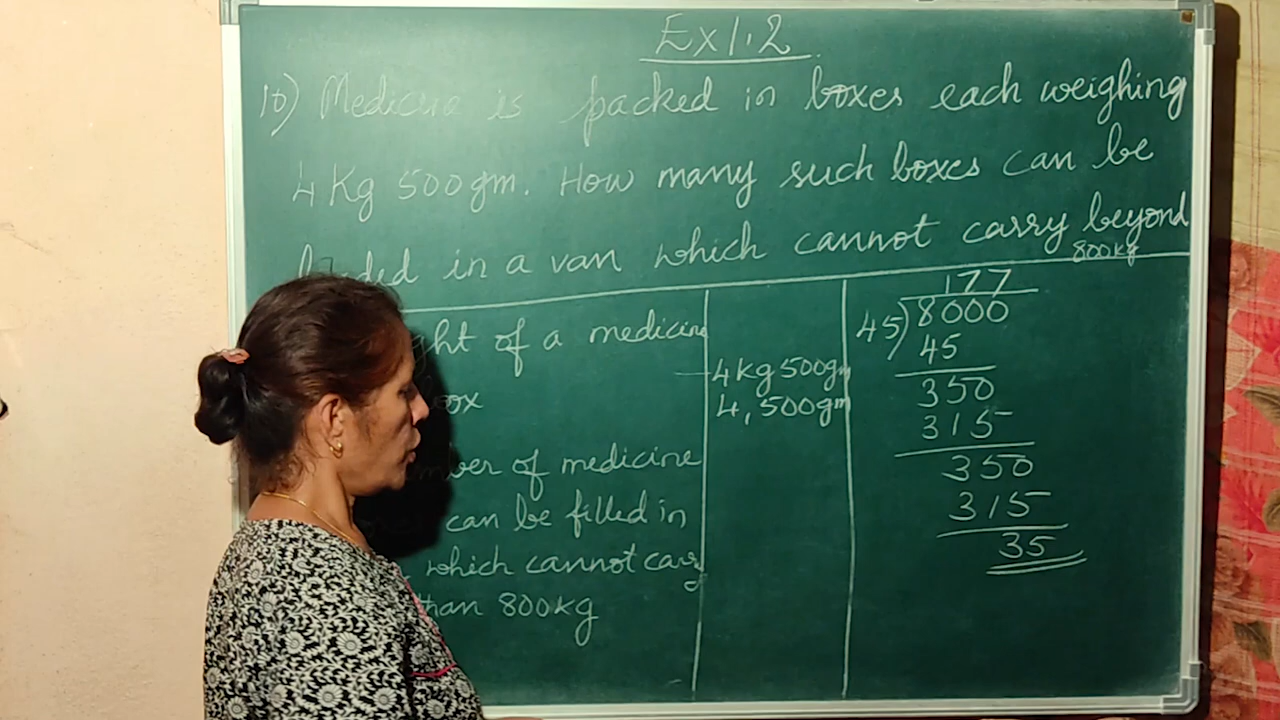 Ex 1.2
10) Medicine is packed in boxes each weighing
4 Kg 500gm. How many such boxes can be
loaded in a van which cannot carry beyond
800kg
ght of a medicine
ox
4kg 500gm
4,500gm
ber of medicine
can be filled in
which cannot carry
than 800kg
177
45)8000
45
350
315
350
315
35